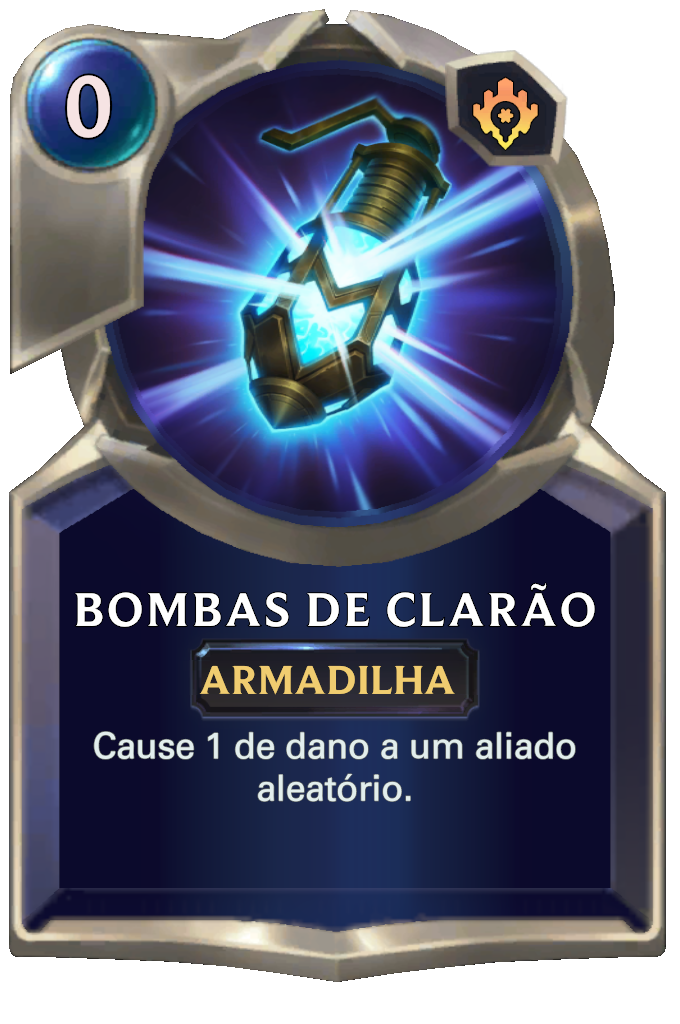 0
BOMBAS DE CLARÃO
ARMADILHA
Cause 1 de dano a um aliado
aleatório.